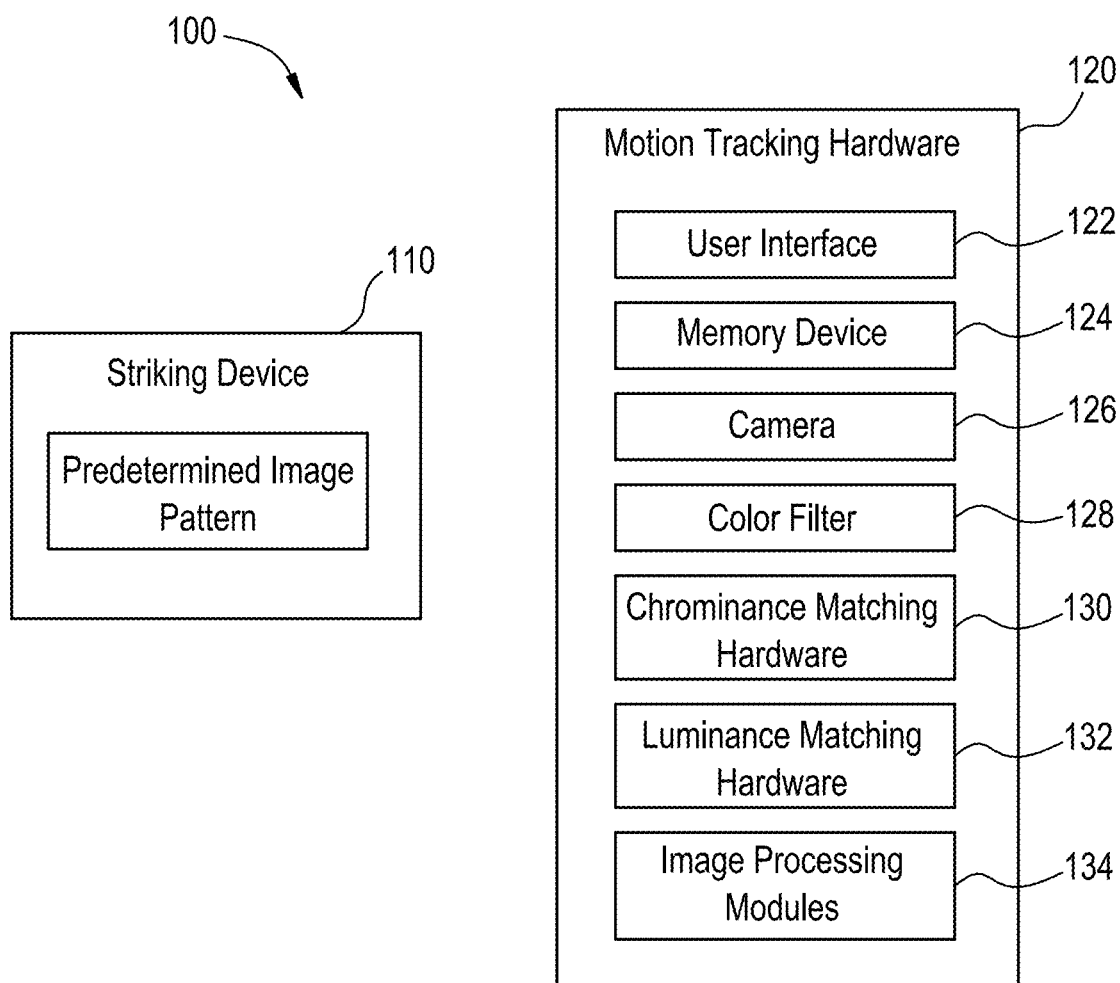 100
120
Motion Tracking Hardware
User Interface
122
110
Memory Device
124
Striking Device
Camera
126
Predetermined Image
Pattern
Color Filter
128
Chrominance Matching
Hardware
130
Luminance Matching
Hardware
132
Image Processing
Modules
134